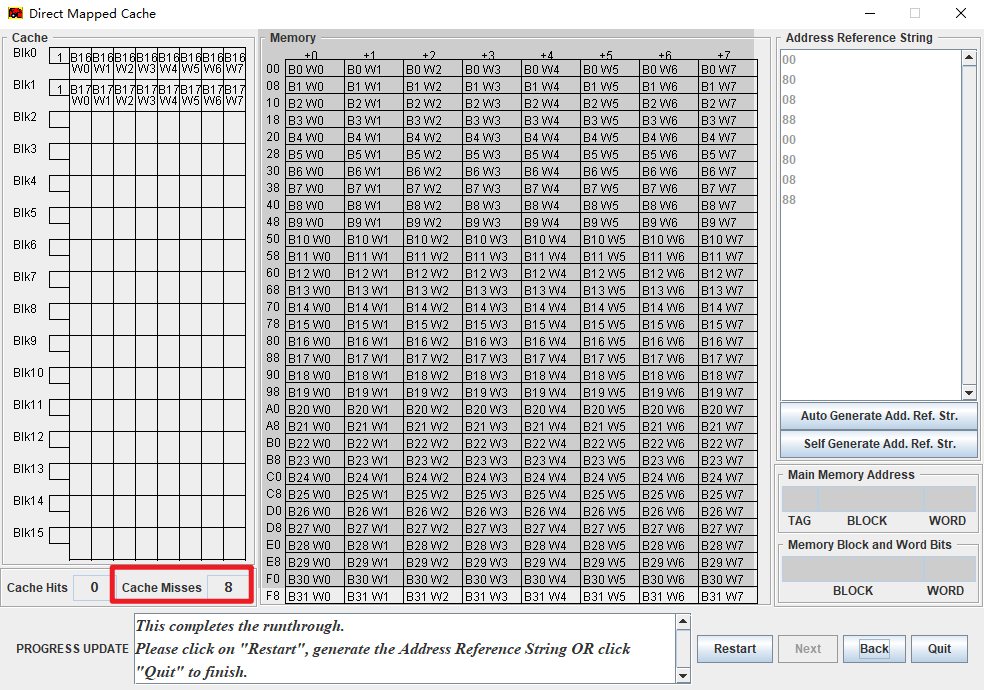 Direct Mapped Cache
Cache
Blk0 1 B16 W0 B16 W1 B16 W2 B16 W3 B16 W4 B16 W5 B16 W6 B16 W7
Blk1 1 B17 W0 B17 W1 B17 W2 B17 W3 B17 W4 B17 W5 B17 W6 B17 W7
Blk2
Blk3
Blk4
Blk5
Blk6
Blk7
Blk8
Blk9
Blk10
Blk11
Blk12
Blk13
Blk14
Blk15
Cache Hits 0 Cache Misses 8
Memory
+0 +1 +2 +3 +4 +5 +6 +7
00 B0 W0 B0 W1 B0 W2 B0 W3 B0 W4 B0 W5 B0 W6 B0 W7
08 B1 W0 B1 W1 B1 W2 B1 W3 B1 W4 B1 W5 B1 W6 B1 W7
10 B2 W0 B2 W1 B2 W2 B2 W3 B2 W4 B2 W5 B2 W6 B2 W7
18 B3 W0 B3 W1 B3 W2 B3 W3 B3 W4 B3 W5 B3 W6 B3 W7
20 B4 W0 B4 W1 B4 W2 B4 W3 B4 W4 B4 W5 B4 W6 B4 W7
28 B5 W0 B5 W1 B5 W2 B5 W3 B5 W4 B5 W5 B5 W6 B5 W7
30 B6 W0 B6 W1 B6 W2 B6 W3 B6 W4 B6 W5 B6 W6 B6 W7
38 B7 W0 B7 W1 B7 W2 B7 W3 B7 W4 B7 W5 B7 W6 B7 W7
40 B8 W0 B8 W1 B8 W2 B8 W3 B8 W4 B8 W5 B8 W6 B8 W7
48 B9 W0 B9 W1 B9 W2 B9 W3 B9 W4 B9 W5 B9 W6 B9 W7
50 B10 W0 B10 W1 B10 W2 B10 W3 B10 W4 B10 W5 B10 W6 B10 W7
58 B11 W0 B11 W1 B11 W2 B11 W3 B11 W4 B11 W5 B11 W6 B11 W7
60 B12 W0 B12 W1 B12 W2 B12 W3 B12 W4 B12 W5 B12 W6 B12 W7
68 B13 W0 B13 W1 B13 W2 B13 W3 B13 W4 B13 W5 B13 W6 B13 W7
70 B14 W0 B14 W1 B14 W2 B14 W3 B14 W4 B14 W5 B14 W6 B14 W7
78 B15 W0 B15 W1 B15 W2 B15 W3 B15 W4 B15 W5 B15 W6 B15 W7
80 B16 W0 B16 W1 B16 W2 B16 W3 B16 W4 B16 W5 B16 W6 B16 W7
88 B17 W0 B17 W1 B17 W2 B17 W3 B17 W4 B17 W5 B17 W6 B17 W7
90 B18 W0 B18 W1 B18 W2 B18 W3 B18 W4 B18 W5 B18 W6 B18 W7
98 B19 W0 B19 W1 B19 W2 B19 W3 B19 W4 B19 W5 B19 W6 B19 W7
A0 B20 W0 B20 W1 B20 W2 B20 W3 B20 W4 B20 W5 B20 W6 B20 W7
A8 B21 W0 B21 W1 B21 W2 B21 W3 B21 W4 B21 W5 B21 W6 B21 W7
B0 B22 W0 B22 W1 B22 W2 B22 W3 B22 W4 B22 W5 B22 W6 B22 W7
B8 B23 W0 B23 W1 B23 W2 B23 W3 B23 W4 B23 W5 B23 W6 B23 W7
C0 B24 W0 B24 W1 B24 W2 B24 W3 B24 W4 B24 W5 B24 W6 B24 W7
C8 B25 W0 B25 W1 B25 W2 B25 W3 B25 W4 B25 W5 B25 W6 B25 W7
D0 B26 W0 B26 W1 B26 W2 B26 W3 B26 W4 B26 W5 B26 W6 B26 W7
D8 B27 W0 B27 W1 B27 W2 B27 W3 B27 W4 B27 W5 B27 W6 B27 W7
E0 B28 W0 B28 W1 B28 W2 B28 W3 B28 W4 B28 W5 B28 W6 B28 W7
E8 B29 W0 B29 W1 B29 W2 B29 W3 B29 W4 B29 W5 B29 W6 B29 W7
F0 B30 W0 B30 W1 B30 W2 B30 W3 B30 W4 B30 W5 B30 W6 B30 W7
F8 B31 W0 B31 W1 B31 W2 B31 W3 B31 W4 B31 W5 B31 W6 B31 W7
Address Reference String
00
80
08
88
00
80
08
88
Auto Generate Add. Ref. Str.
Self Generate Add. Ref. Str.
Main Memory Address
TAG BLOCK WORD
Memory Block and Word Bits
BLOCK WORD
PROGRESS UPDATE
This completes the runthrough.
Please click on "Restart", generate the Address Reference String OR click
"Quit" to finish.
Restart Next Back Quit